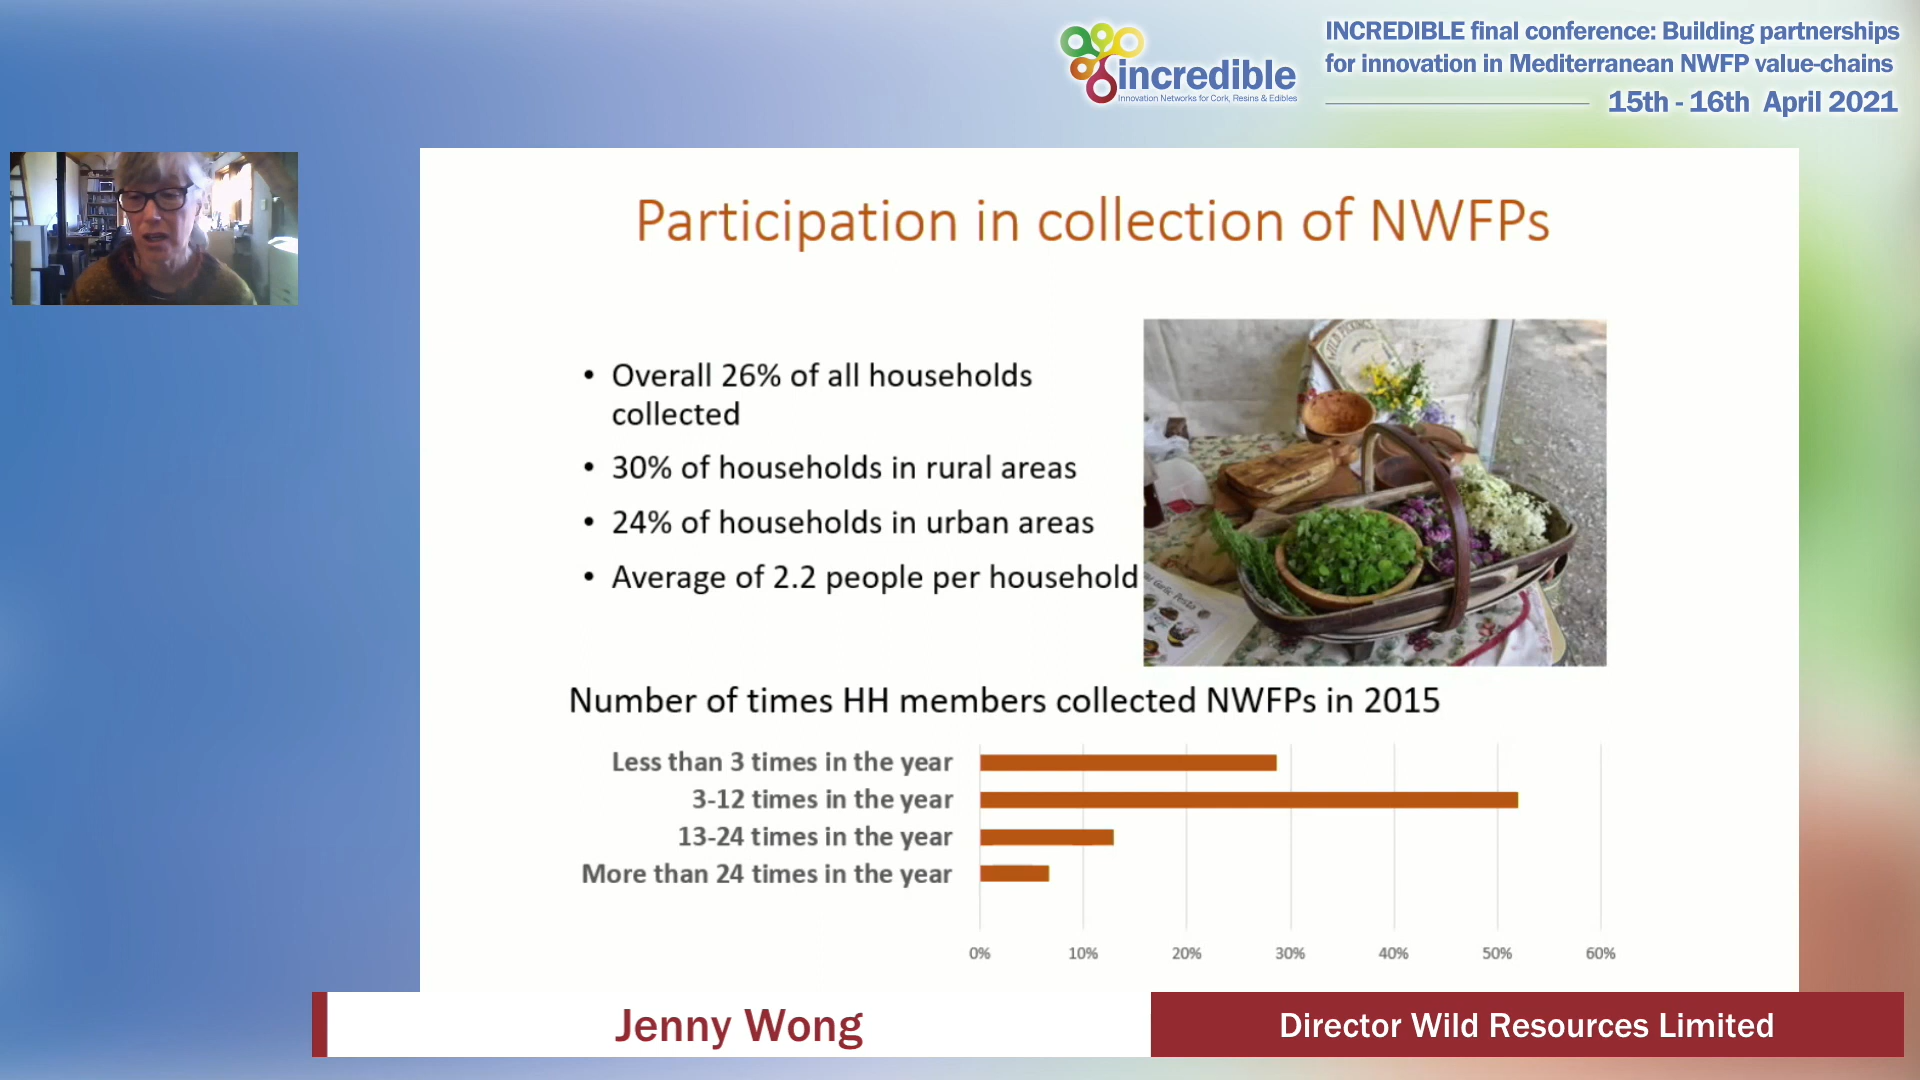 incredible
Innovation Networks for Cork, Resins & Edibles
INCREDIBLE final conference: Building partnerships
for innovation in Mediterranean NWFP value-chains
15th - 16th April 2021
Participation in collection of NWFPs
• Overall 26% of all households
collected
• 30% of households in rural areas
• 24% of households in urban areas
• Average of 2.2 people per household
Garlic Pesto
Number of times HH members collected NWFPs in 2015
Less than 3 times in the year
3-12 times in the year
13-24 times in the year
More than 24 times in the year
0% 10% 20% 30% 40% 50% 60%
Jenny Wong
Director Wild Resources Limited